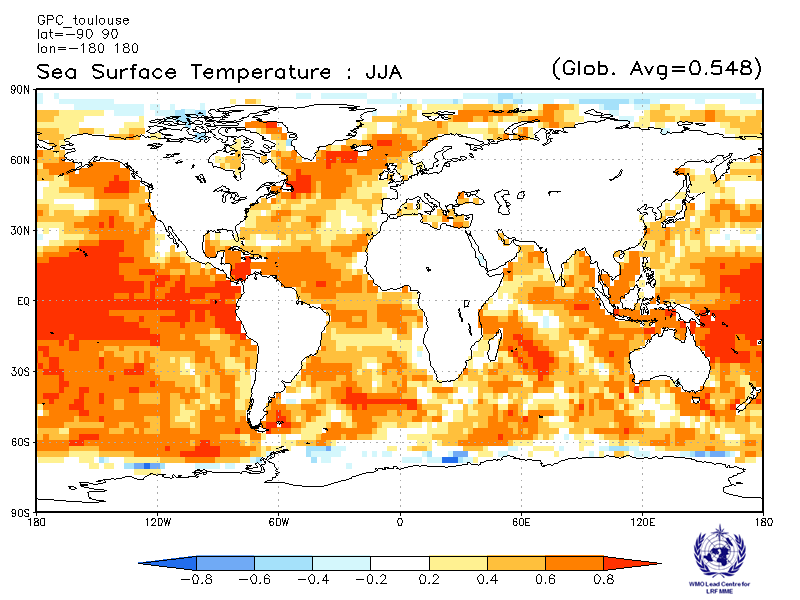 GPC_toulouse
lat=-90 90
lon=-180 180
Sea Surface Temperature : JJA
(Glob. Avg=0.548)
90N
60N
30N
EQ
30S
60S
90S
180 120W 60W 0 60E 120E 180
-0.8 -0.6 -0.4 -0.2 0.2 0.4 0.6 0.8
WMO Lead Centre for
LRF MME